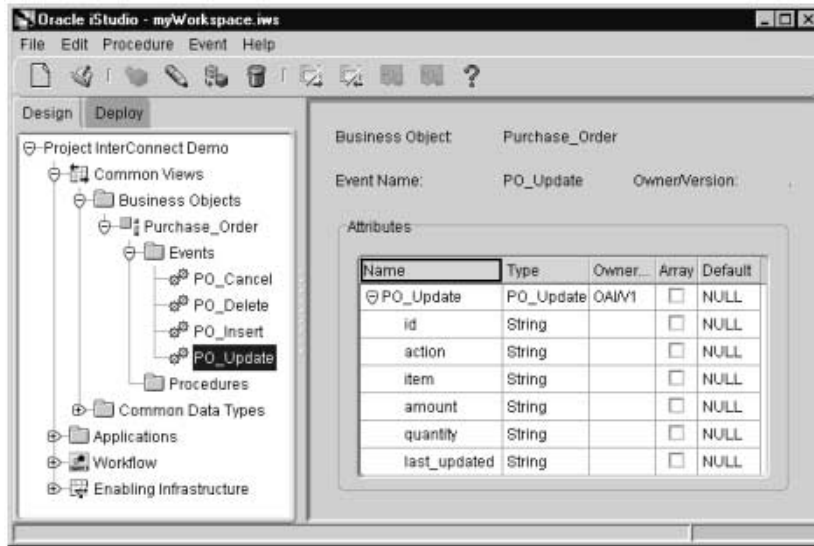 Oracle iStudio - myWorkspace.iws
File Edit Procedure Event Help
Design Deploy
Project InterConnect Demo
Common Views
Business Objects
Purchase_Order
Events
PO_Cancel
PO_Delete
PO_Insert
PO_Update
Procedures
Common Data Types
Applications
Workflow
Enabling Infrastructure
Business Object: Purchase_Order
Event Name: PO_Update Owner/Version: .
Attributes
Name Type Owner... Array Default
PO_Update PO_Update OAI/V1 NULL
id String NULL
action String NULL
item String NULL
amount String NULL
quantity String NULL
last_updated String NULL